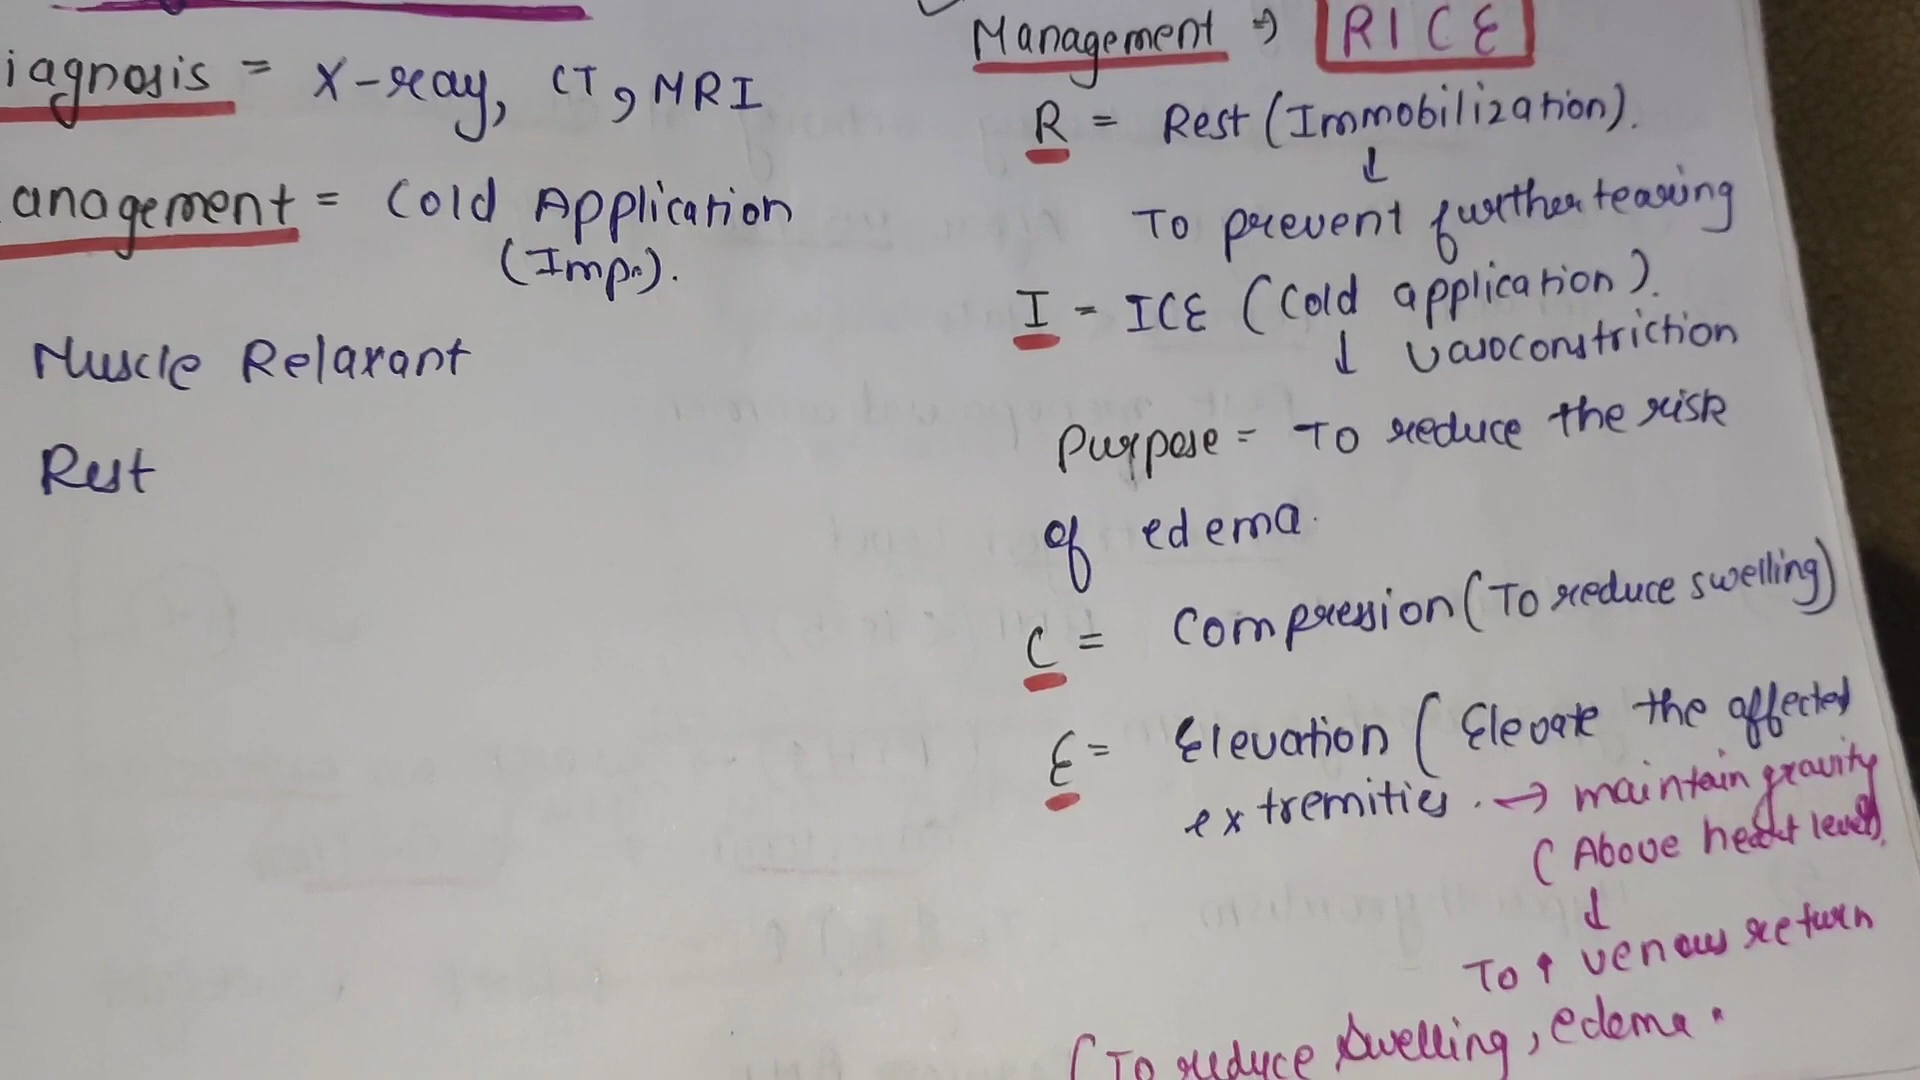 iagnosis = X-ray, CT, MRI
anagement = Cold Application
(Imp.).
Muscle Relaxant
Rest
Management → RICE
R = Rest (Immobilization).
↓
To prevent further tearing
I = ICE (Cold application).
↓ Vasoconstriction
Purpose = To reduce the risk
of edema.
C = Compression (To reduce swelling)
E = Elevation (Elevate the affected
extremities. → maintain gravity
(Above heart level).
↓
To ↑ venous return
(To reduce swelling, edema.